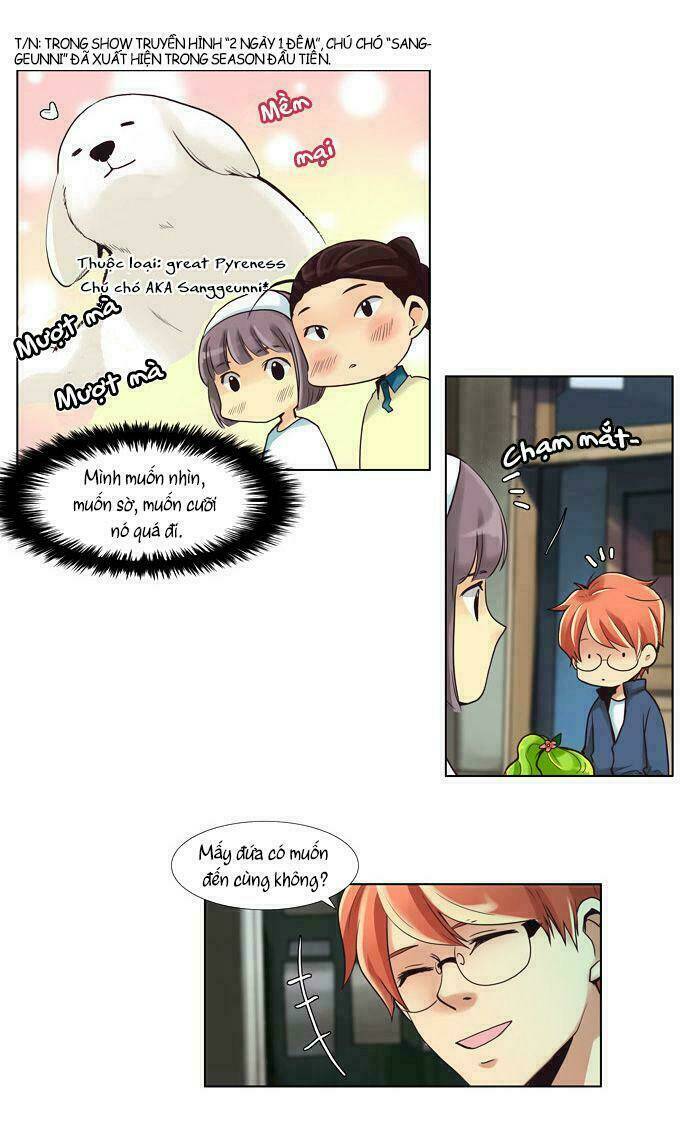 T/N: TRONG SHOW TRUYỀN HÌNH “2 NGÀY 1 ĐÊM”, CHÚ CHÓ “SANG-
GEUNNI” ĐÃ XUẤT HIỆN TRONG SEASON ĐẦU TIÊN.
Mềm
mại
Thuộc loại: great Pyreness
Chú chó AKA Sanggeunni*
Mượt mà
Mượt mà
Mình muốn nhìn,
muốn sờ, muốn cưỡi
nó quá đi.
Chạm mắt-
Mấy đứa có muốn
đến cùng không?